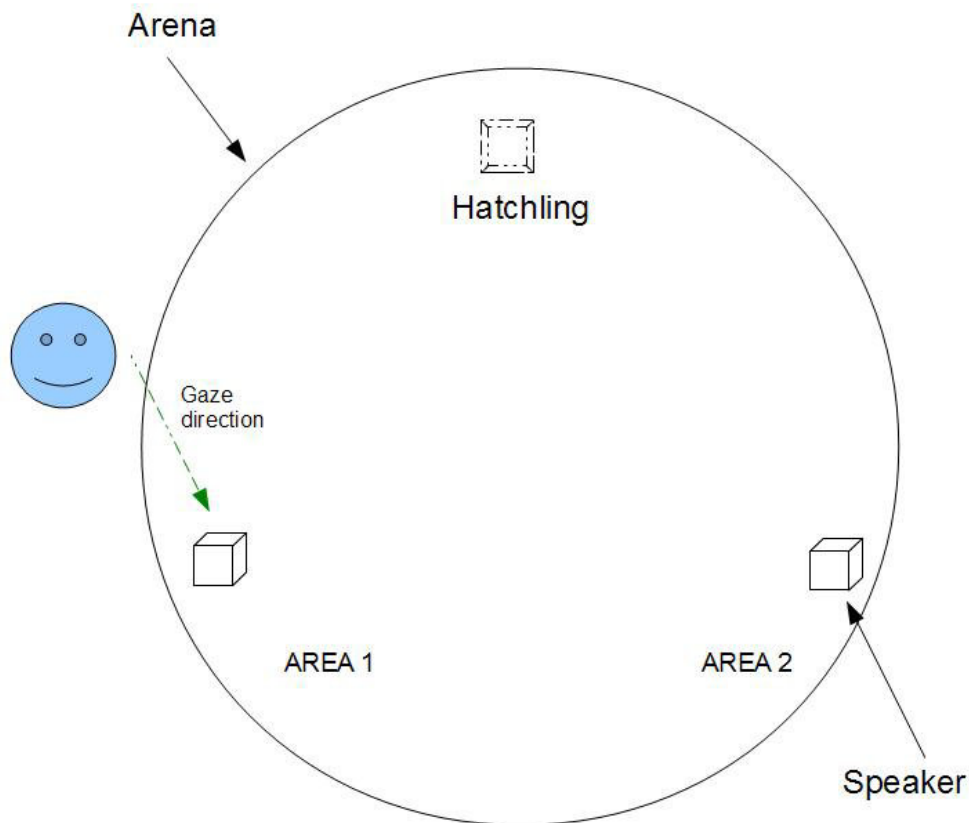 Arena
Hatchling
Gaze
direction
AREA 1
AREA 2
Speaker